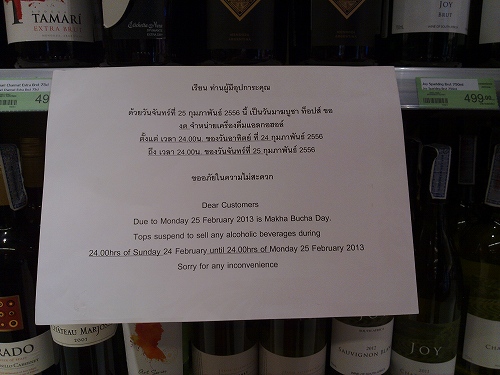 TAMARÍ
EXTRA BRUT
JOY
BRUT
499
499
เรียน ท่านผู้มีอุปการะคุณ
ด้วยวันจันทร์ที่ 25 กุมภาพันธ์ 2556 นี้ เป็นวันมาฆบูชา ท็อปส์ ขอ
งด จำหน่ายเครื่องดื่มแอลกอฮอล์
ตั้งแต่ เวลา 24.00น. ของวันอาทิตย์ ที่ 24 กุมภาพันธ์ 2556
ถึง เวลา 24.00น. ของวันจันทร์ที่ 25 กุมภาพันธ์ 2556
ขออภัยในความไม่สะดวก
Dear Customers
Due to Monday 25 February 2013 is Makha Bucha Day.
Tops suspend to sell any alcoholic beverages during
24.00hrs of Sunday 24 February until 24.00hrs of Monday 25 February 2013
Sorry for any inconvenience
CHÂTEAU MARJOSSE
2007
SAUVIGNON BLANC
JOY